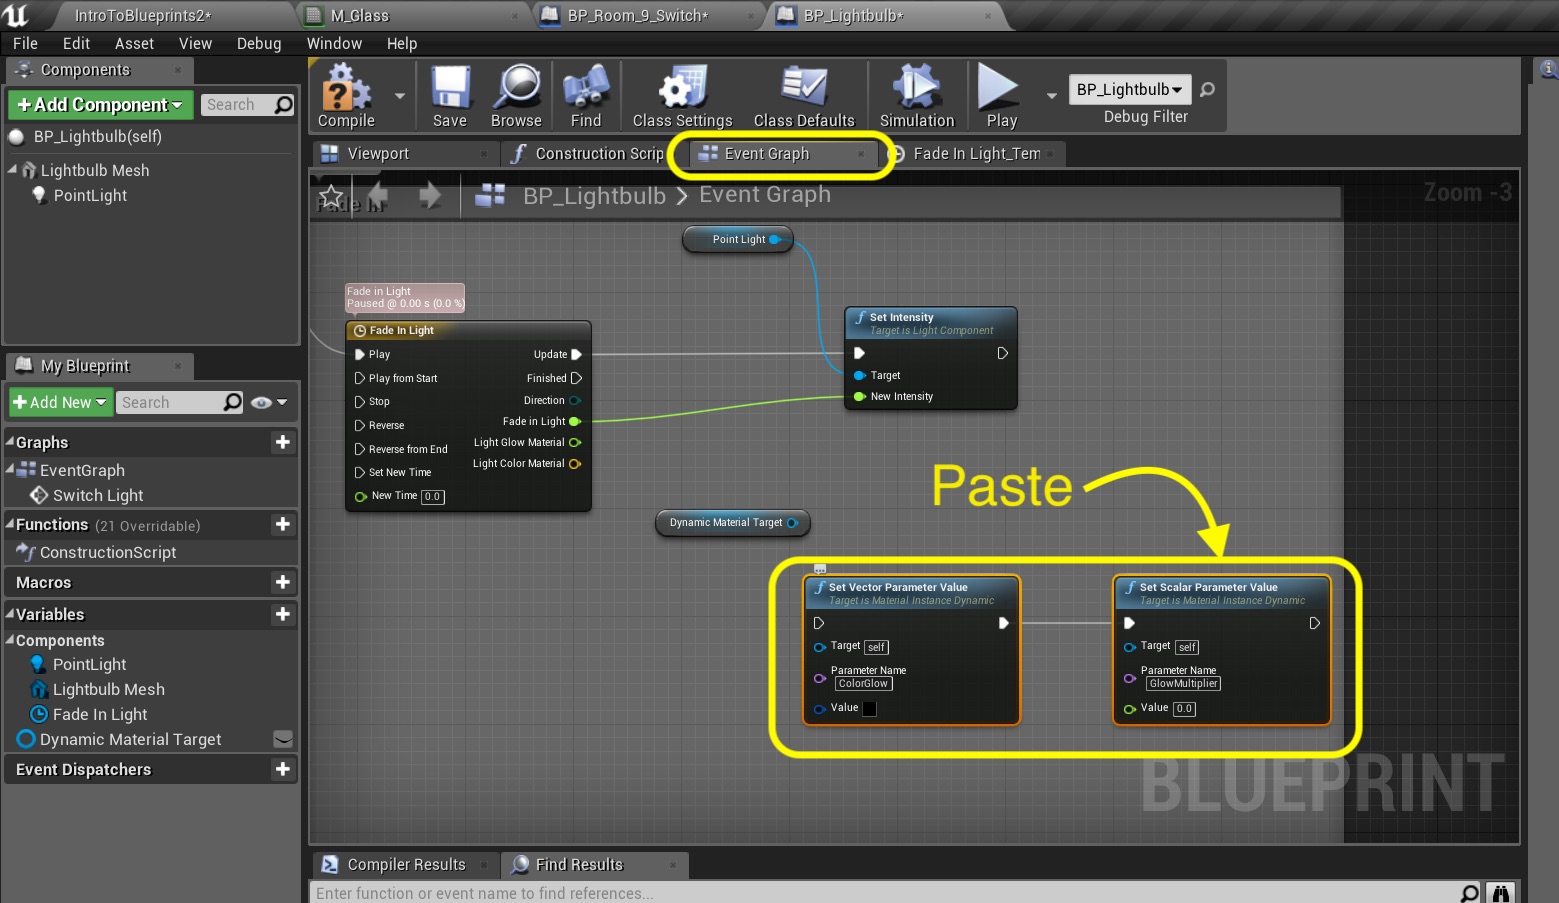 IntroToBlueprints2*
M_Glass
BP_Room_9_Switch*
BP_Lightbulb*
File Edit Asset View Debug Window Help
Components
+Add Component
Search
BP_Lightbulb(self)
Lightbulb Mesh
PointLight
Compile
Save
Browse
Find
Class Settings
Class Defaults
Simulation
Play
BP_Lightbulb
Debug Filter
Viewport
Construction Scrip
Event Graph
Fade In Light_Tem
Fade In
BP_Lightbulb > Event Graph
Zoom -3
Point Light
Fade in Light
Paused @ 0.00 s (0.0 %)
Fade In Light
Play
Update
Play from Start
Finished
Stop
Direction
Reverse
Fade in Light
Reverse from End
Light Glow Material
Set New Time
Light Color Material
New Time 0.0
Set Intensity
Target is Light Component
Target
New Intensity
Paste
Dynamic Material Target
Set Vector Parameter Value
Target is Material Instance Dynamic
Target self
Parameter Name
ColorGlow
Value
Set Scalar Parameter Value
Target is Material Instance Dynamic
Target self
Parameter Name
GlowMultiplier
Value 0.0
BLUEPRINT
My Blueprint
+Add New
Search
Graphs
EventGraph
Switch Light
Functions (21 Overridable)
ConstructionScript
Macros
Variables
Components
PointLight
Lightbulb Mesh
Fade In Light
Dynamic Material Target
Event Dispatchers
Compiler Results
Find Results
Enter function or event name to find references...